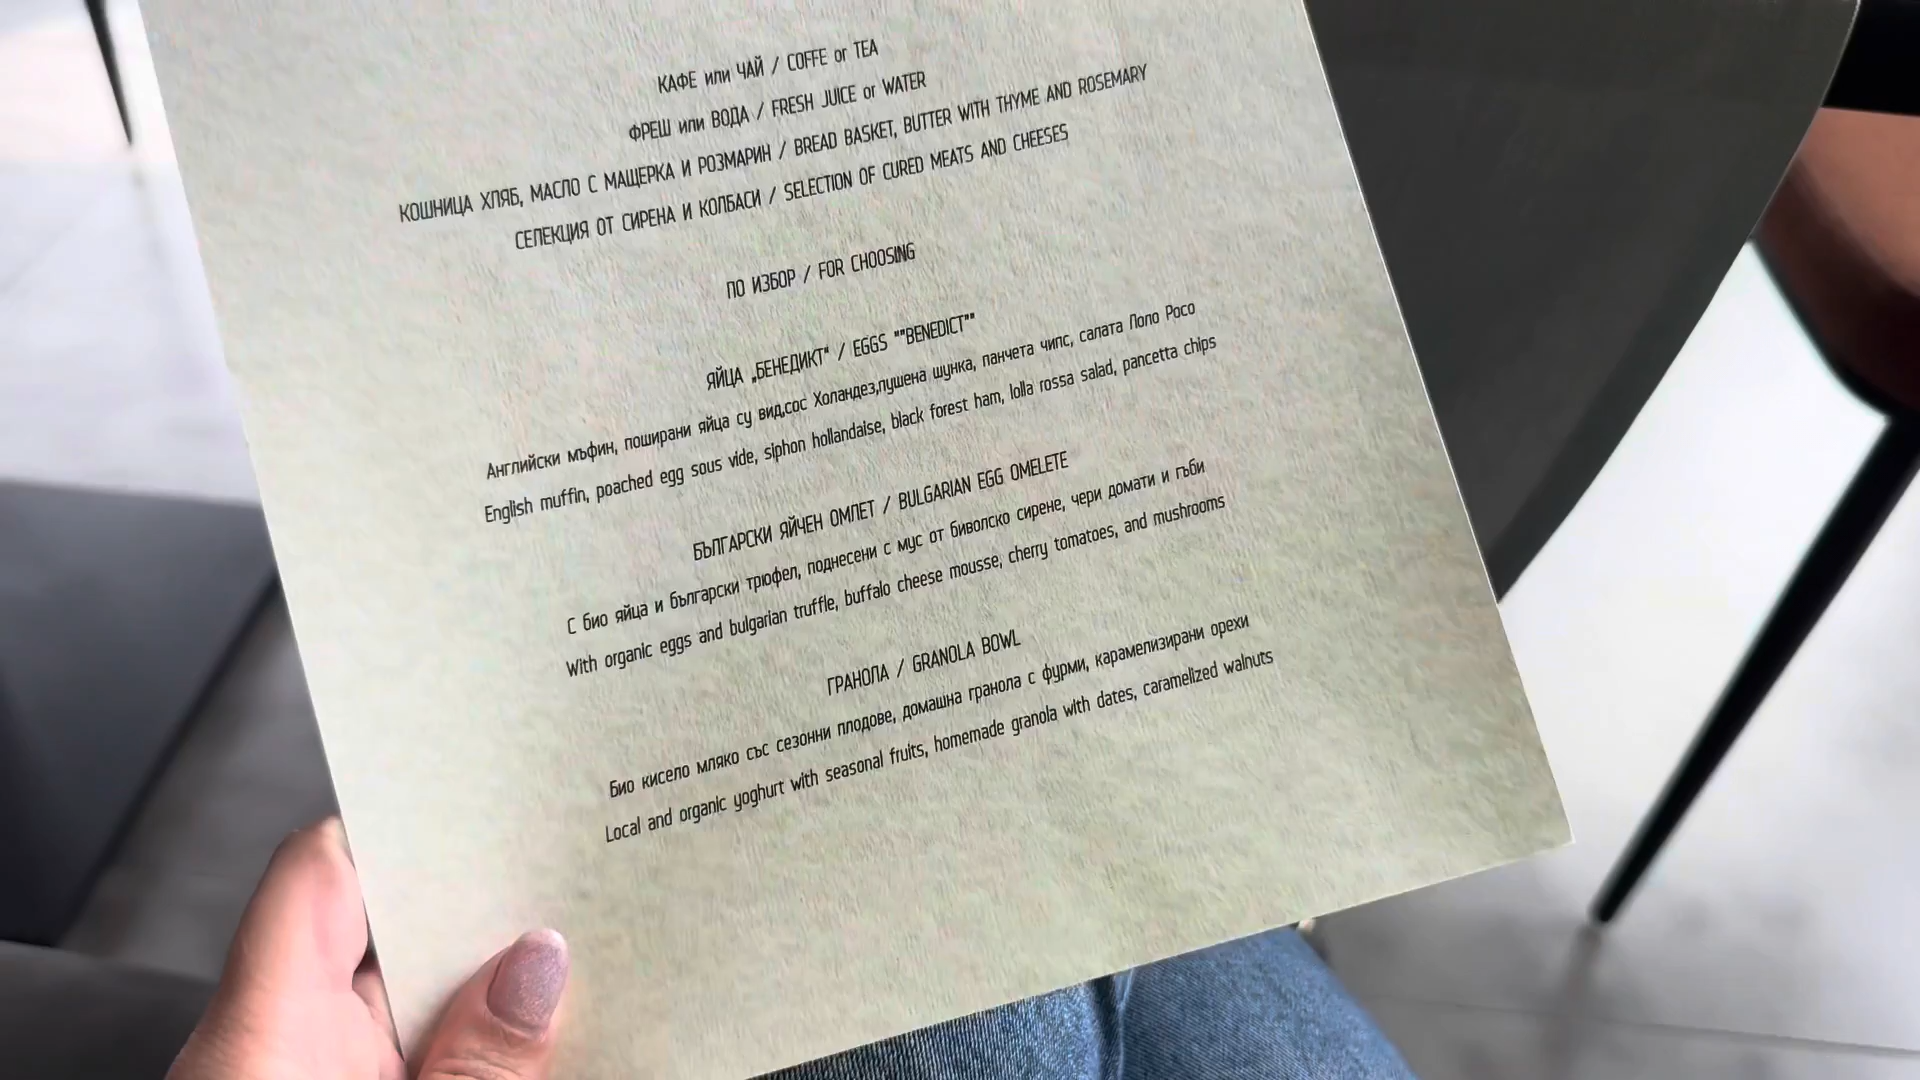 КАФЕ или ЧАЙ / COFFE or TEA
ФРЕШ или ВОДА / FRESH JUICE or WATER
КОШНИЦА ХЛЯБ, МАСЛО С МАЩЕРКА И РОЗМАРИН / BREAD BASKET, BUTTER WITH THYME AND ROSEMARY
СЕЛЕКЦИЯ ОТ СИРЕНА И КОЛБАСИ / SELECTION OF CURED MEATS AND CHEESES
ПО ИЗБОР / FOR CHOOSING
ЯЙЦА „БЕНЕДИКТ“ / EGGS ""BENEDICT""
Английски мъфин, поширани яйца су вид,сос Холандез,пушена шунка, панчета чипс, салата Лоло Росо
English muffin, poached egg sous vide, siphon hollandaise, black forest ham, lolla rossa salad, pancetta chips
БЪЛГАРСКИ ЯЙЧЕН ОМЛЕТ / BULGARIAN EGG OMELETE
С био яйца и български трюфел, поднесени с мус от биволско сирене, чери домати и гъби
With organic eggs and bulgarian truffle, buffalo cheese mousse, cherry tomatoes, and mushrooms
ГРАНОЛА / GRANOLA BOWL
Био кисело мляко със сезонни плодове, домашна гранола с фурми, карамелизирани орехи
Local and organic yoghurt with seasonal fruits, homemade granola with dates, caramelized walnuts